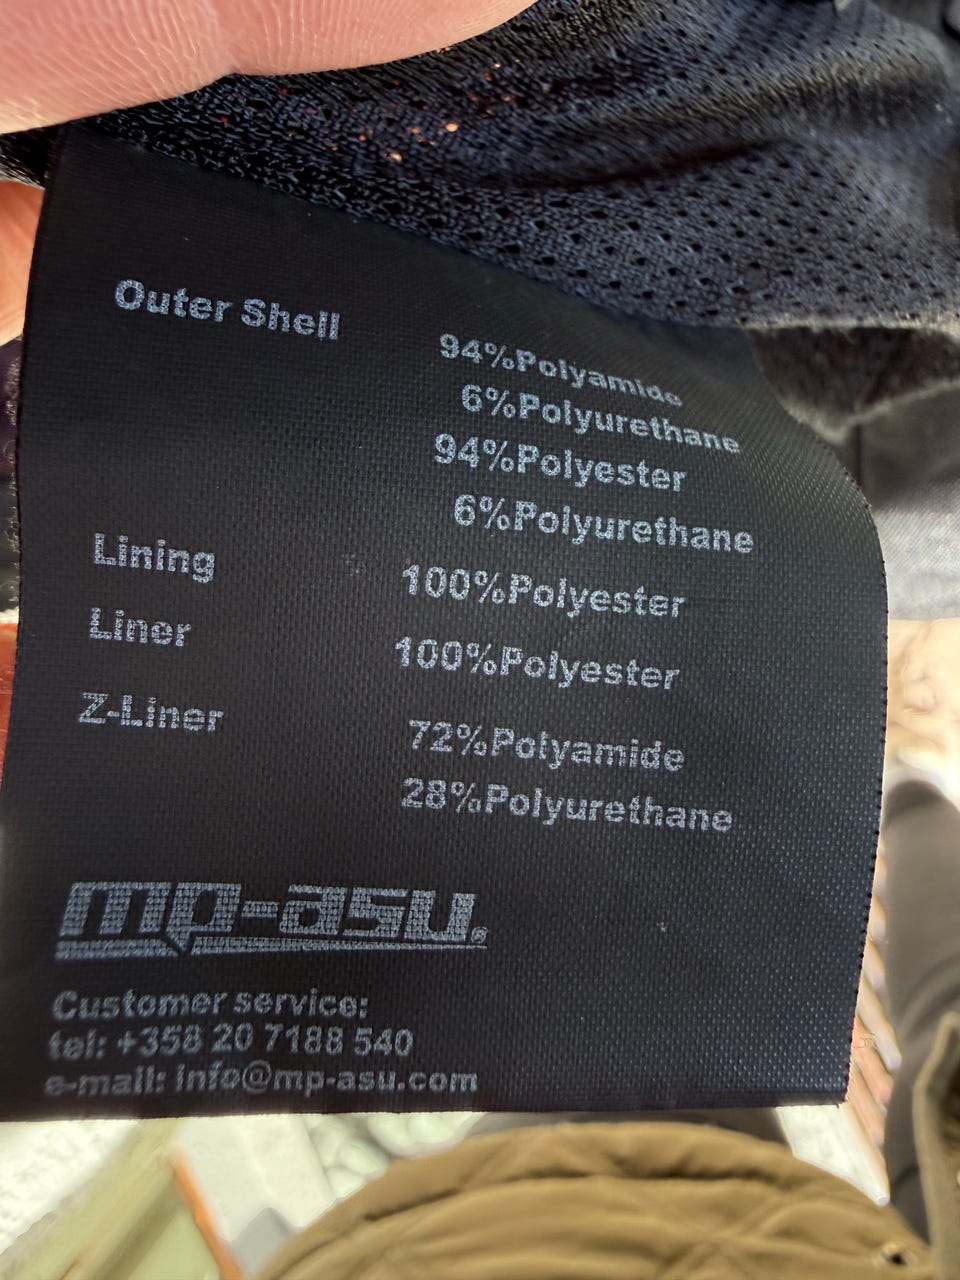 Outer Shell 94%Polyamide
6%Polyurethane
94%Polyester
6%Polyurethane
Lining 100%Polyester
Liner 100%Polyester
Z-Liner 72%Polyamide
28%Polyurethane
mp-asu®
Customer service:
tel: +358 20 7188 540
e-mail: info@mp-asu.com